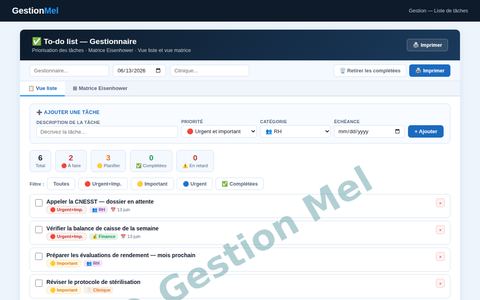 GestionMel
Gestion — Liste de tâches
✅ To-do list — Gestionnaire
Priorisation des tâches · Matrice Eisenhower · Vue liste et vue matrice
🖨 Imprimer
Gestionnaire...
06/13/2026
Clinique...
🗑 Retirer les complétées
🖨 Imprimer
📋 Vue liste
⊞ Matrice Eisenhower
➕ AJOUTER UNE TÂCHE
DESCRIPTION DE LA TÂCHE
PRIORITÉ
CATÉGORIE
ÉCHÉANCE
Décrivez la tâche...
🔴 Urgent et important
👥 RH
mm/dd/yyyy
+ Ajouter
6
2
3
0
0
Total
🔴 À faire
🟡 Planifier
✅ Complétées
⚠ En retard
Filtre :
Toutes
🔴 Urgent+Imp.
🟡 Important
🔵 Urgent
✅ Complétées
Appeler la CNESST — dossier en attente
🔴 Urgent+Imp.
👥 RH
📅 13 juin
Vérifier la balance de caisse de la semaine
🔴 Urgent+Imp.
💰 Finance
📅 13 juin
Préparer les évaluations de rendement — mois prochain
🟡 Important
👥 RH
Réviser le protocole de stérilisation
🟡 Important
Clinique
Gestion Mel